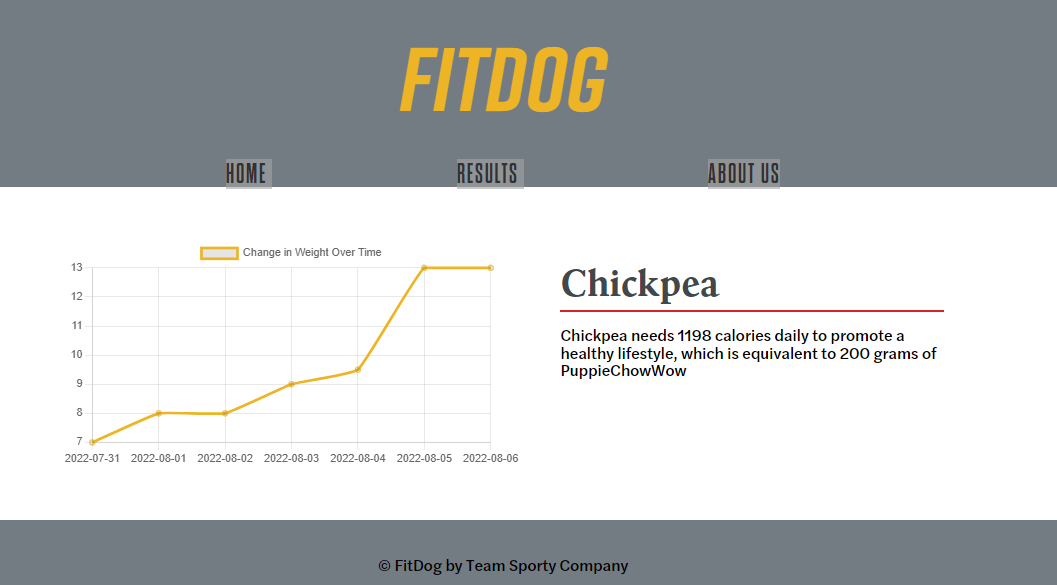 FITDOG
HOME RESULTS ABOUT US
Change in Weight Over Time
13
12
11
10
9
8
7
2022-07-31 2022-08-01 2022-08-02 2022-08-03 2022-08-04 2022-08-05 2022-08-06
Chickpea
Chickpea needs 1198 calories daily to promote a
healthy lifestyle, which is equivalent to 200 grams of
PuppieChowWow
© FitDog by Team Sporty Company